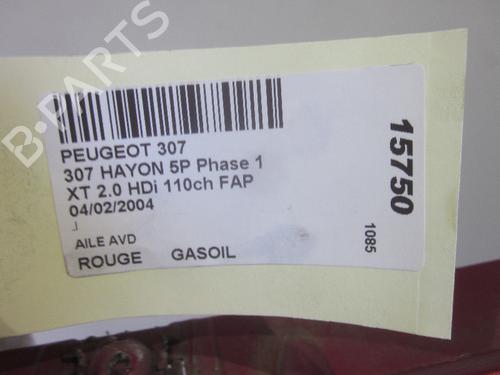 B-PARTS
PEUGEOT 307
307 HAYON 5P Phase 1
XT 2.0 HDi 110ch FAP
04/02/2004
.I
AILE AVD
ROUGE GASOIL
15750
1085